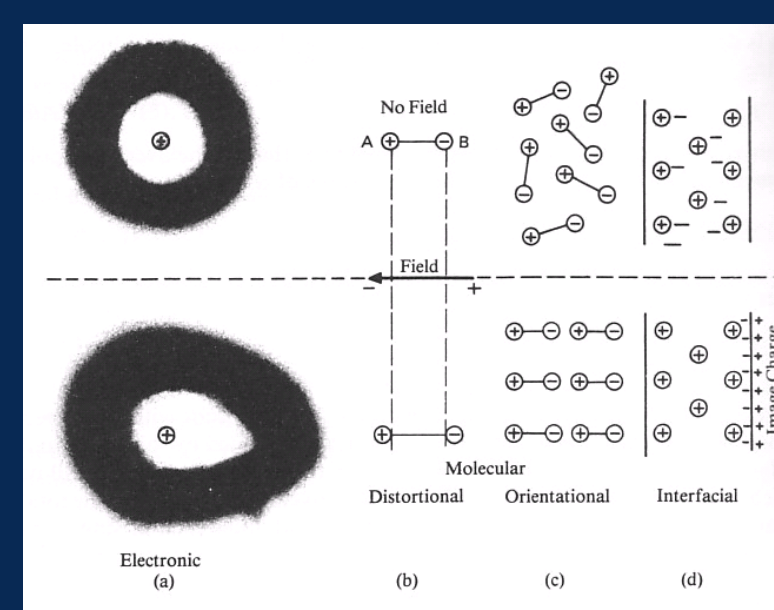 No Field
A + − B
Field
− +
Molecular
Distortional Orientational Interfacial
Image Charge
Electronic
(a) (b) (c) (d)